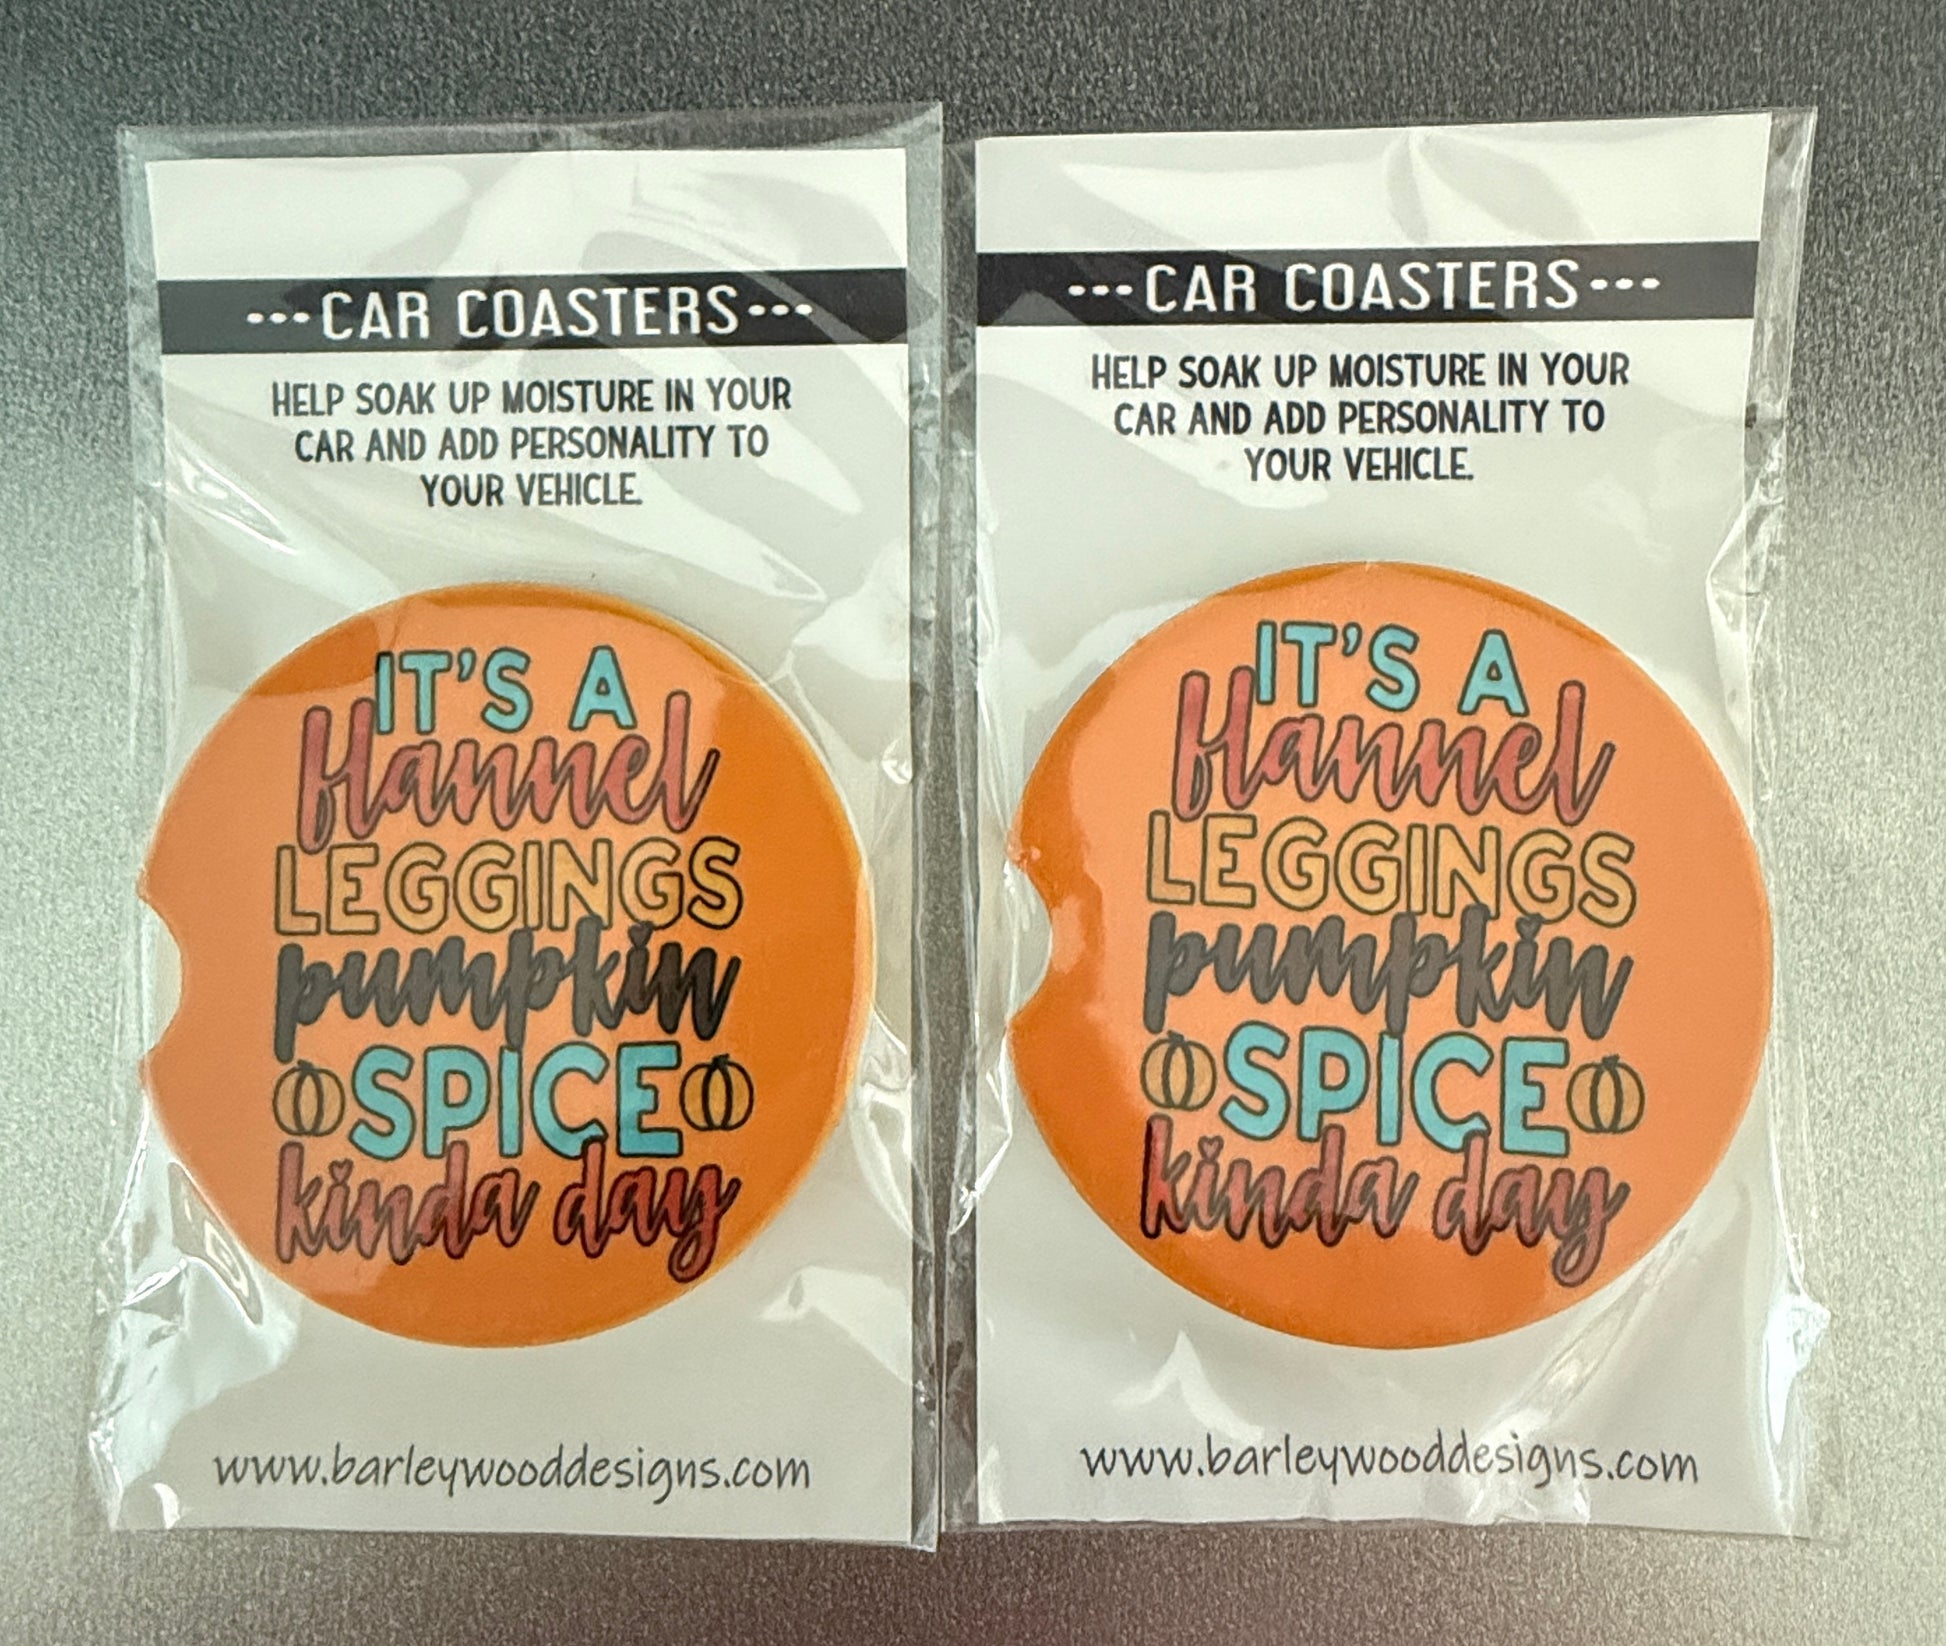 ---CAR COASTERS---
HELP SOAK UP MOISTURE IN YOUR
CAR AND ADD PERSONALITY TO
YOUR VEHICLE.
IT'S A
flannel
LEGGINGS
pumpkin
SPICE
kinda day
www.barleywooddesigns.com
---CAR COASTERS---
HELP SOAK UP MOISTURE IN YOUR
CAR AND ADD PERSONALITY TO
YOUR VEHICLE.
IT'S A
flannel
LEGGINGS
pumpkin
SPICE
kinda day
www.barleywooddesigns.com